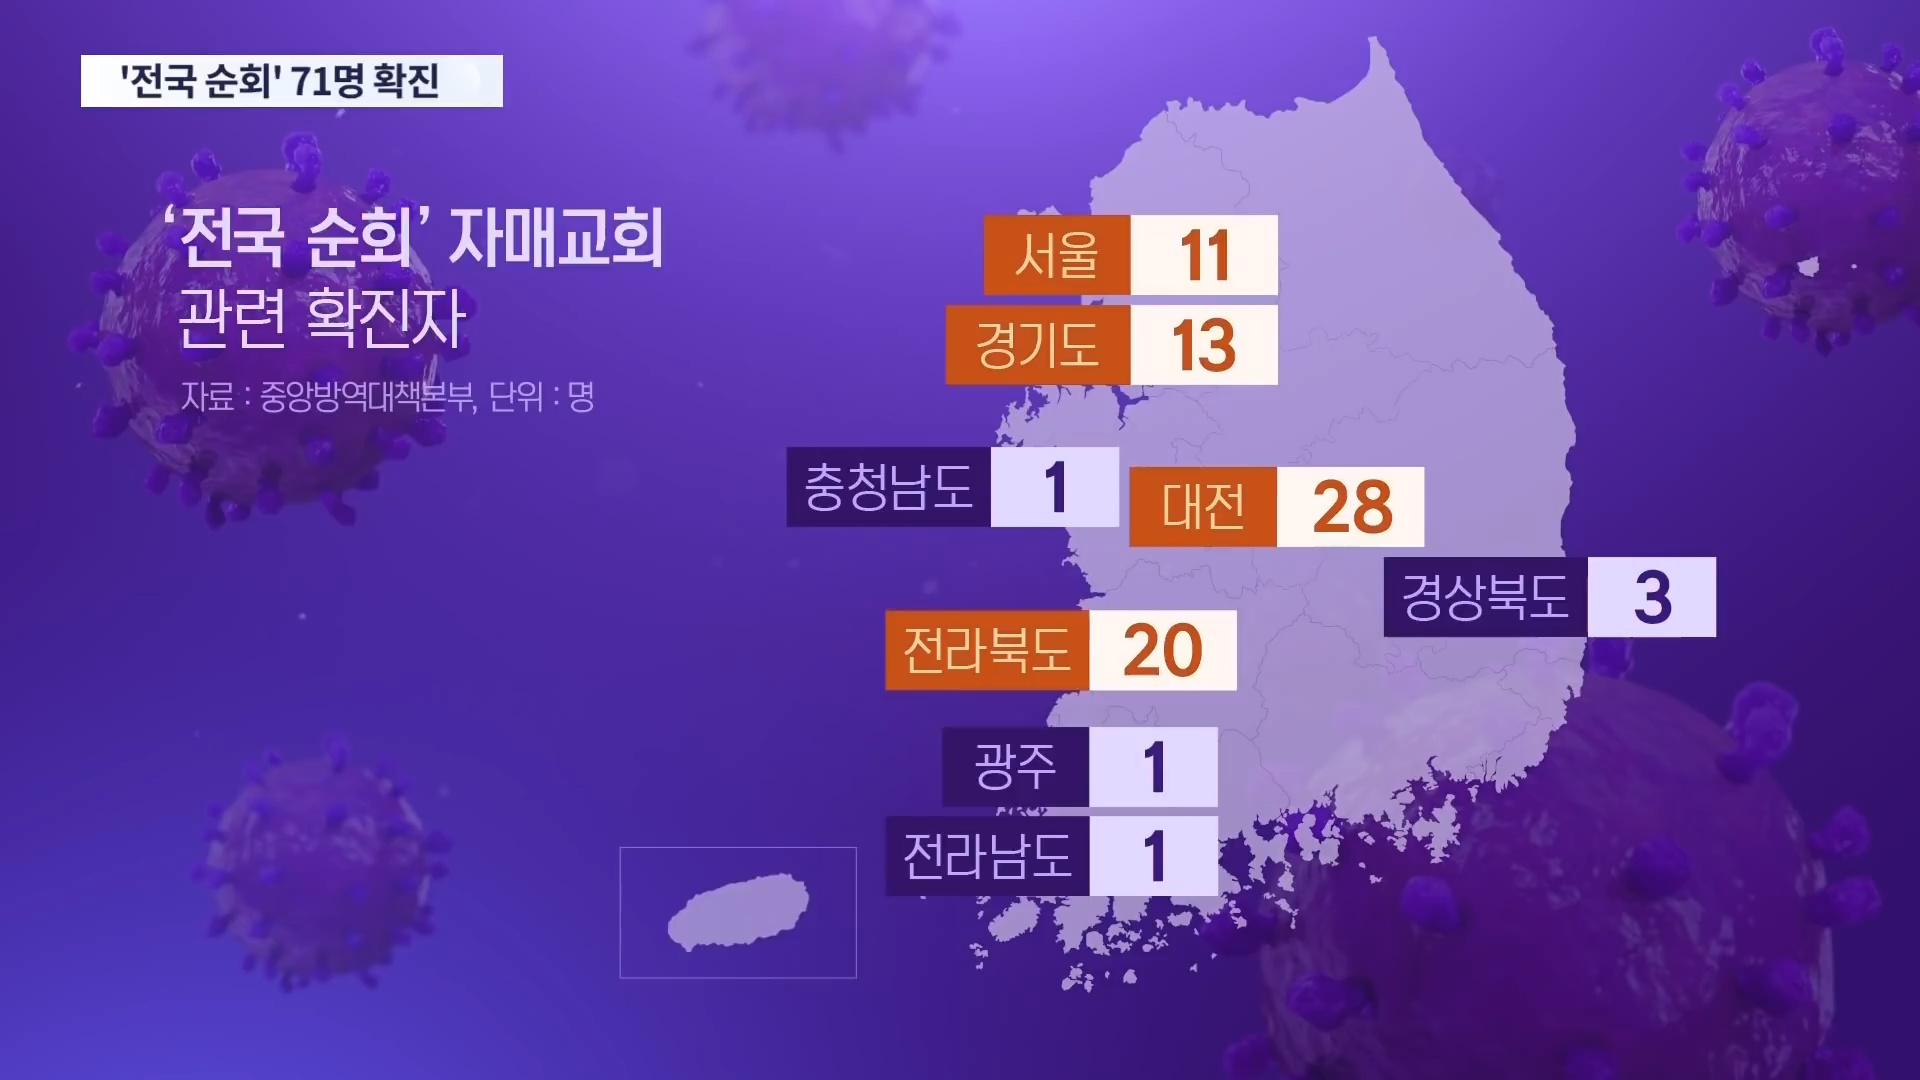 '전국 순회' 71명 확진
‘전국 순회’ 자매교회
관련 확진자
자료 : 중앙방역대책본부, 단위 : 명
서울 11
경기도 13
충청남도 1
대전 28
경상북도 3
전라북도 20
광주 1
전라남도 1